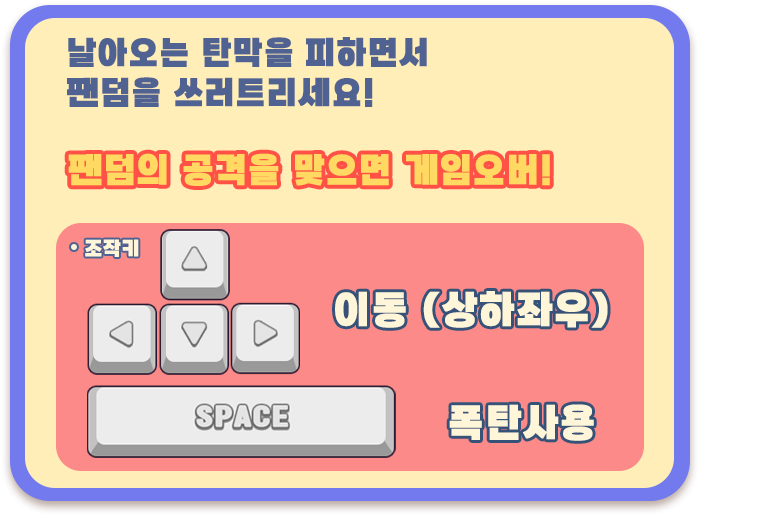 날아오는 탄막을 피하면서
팬덤을 쓰러트리세요!
팬덤의 공격을 맞으면 게임오버!
• 조작키
이동 (상하좌우)
SPACE
폭탄사용